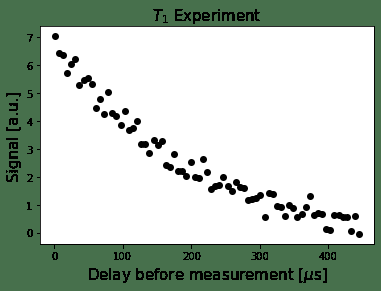 T₁ Experiment
Signal [a.u.]
7
6
5
4
3
2
1
0
0 100 200 300 400
Delay before measurement [μs]